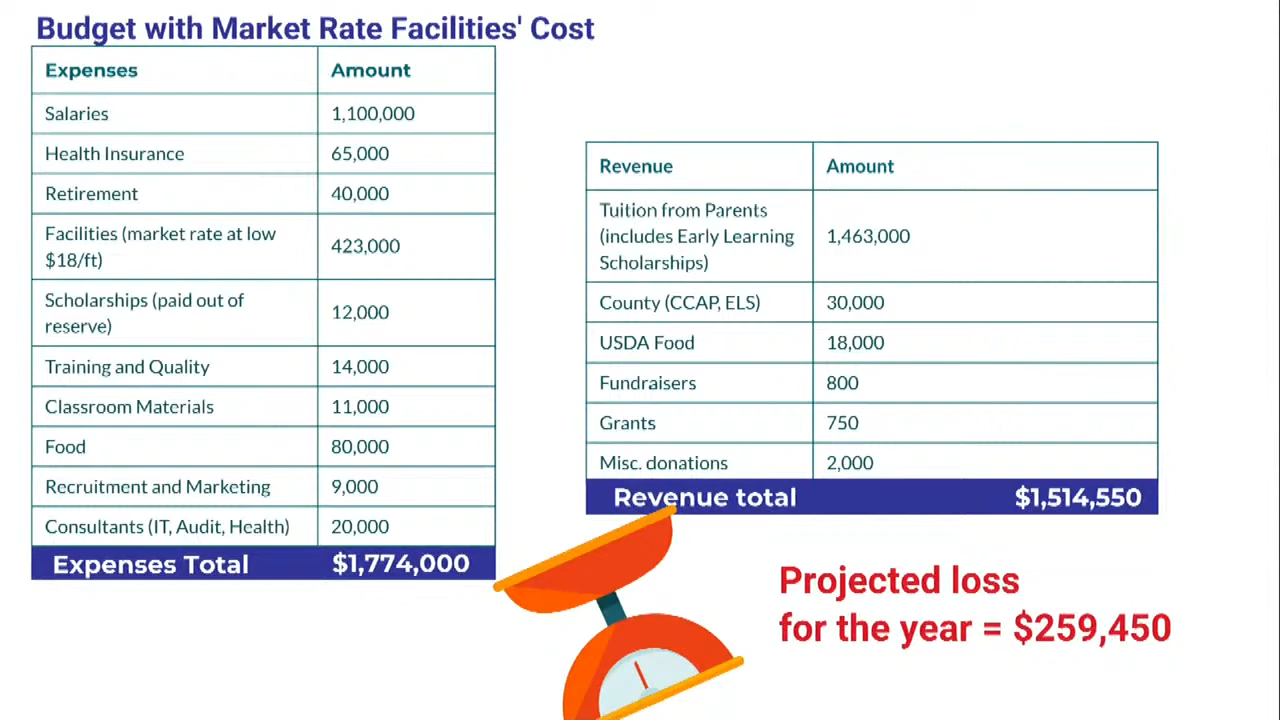 Budget with Market Rate Facilities' Cost
Expenses Amount
Salaries 1,100,000
Health Insurance 65,000
Retirement 40,000
Facilities (market rate at low
$18/ft) 423,000
Scholarships (paid out of
reserve) 12,000
Training and Quality 14,000
Classroom Materials 11,000
Food 80,000
Recruitment and Marketing 9,000
Consultants (IT, Audit, Health) 20,000
Expenses Total $1,774,000
Revenue Amount
Tuition from Parents
(includes Early Learning 1,463,000
Scholarships)
County (CCAP, ELS) 30,000
USDA Food 18,000
Fundraisers 800
Grants 750
Misc. donations 2,000
Revenue total $1,514,550
Projected loss
for the year = $259,450